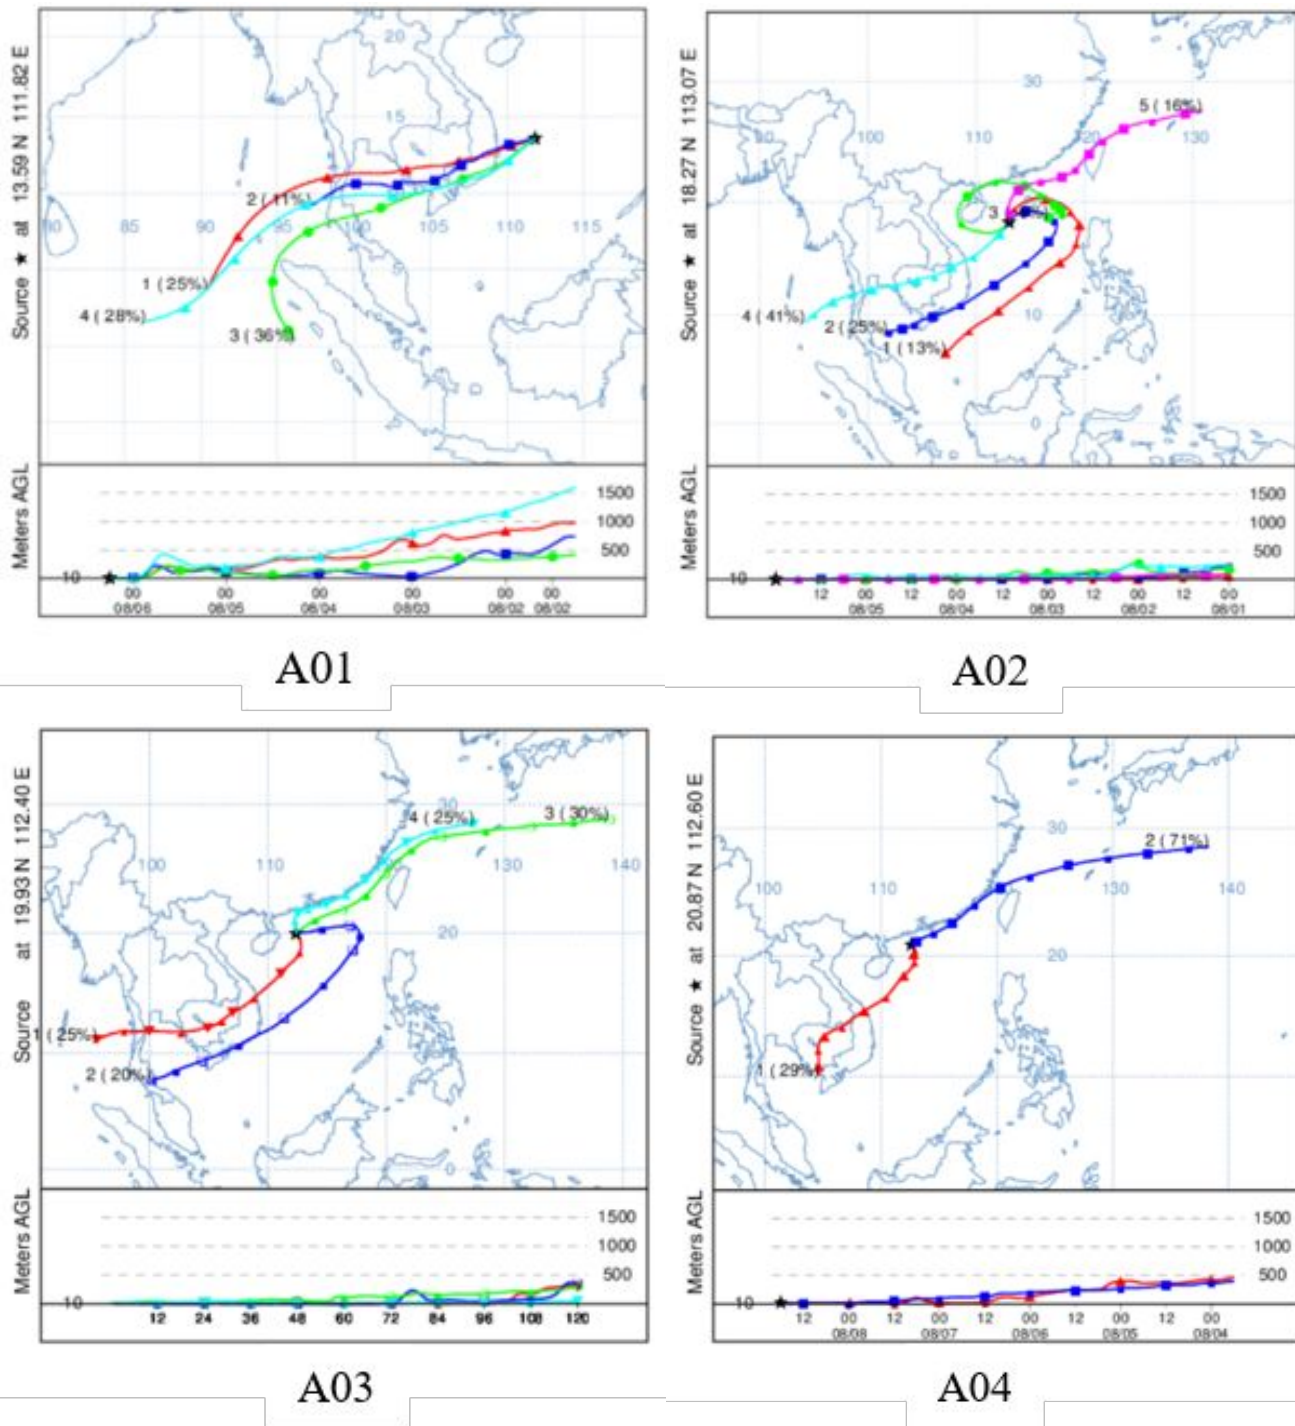 Source ★ at 13.59 N 111.82 E
20
15
80 85 90 95 100 105 110 115
5
2 ( 11%)
1 ( 25%)
4 ( 28%)
3 ( 36%)
Meters AGL
1500
1000
500
10
00 00 00 00 00 00
08/06 08/05 08/04 08/03 08/02 08/02
A01
Source ★ at 18.27 N 113.07 E
30
5 ( 16%)
100 110 120 130
3
4 ( 41%)
2 ( 25%)
1 ( 13%)
10
0
Meters AGL
1500
1000
500
10
12 00 12 00 12 00 12 00 12 00
08/05 08/04 08/03 08/02 08/01
A02
Source at 19.93 N 112.40 E
30
4 ( 25%) 3 ( 30%)
100 110 130 140
20
1 ( 25%)
2 ( 20%)
0
Meters AGL
1500
1000
500
10
12 24 36 48 60 72 84 96 108 120
A03
Source ★ at 20.87 N 112.60 E
30
2 ( 71%)
100 110 130 140
20
1 ( 29%)
Meters AGL
1500
1000
500
10
12 00 12 00 12 00 12 00 12 00
08/08 08/07 08/06 08/05 08/04
A04